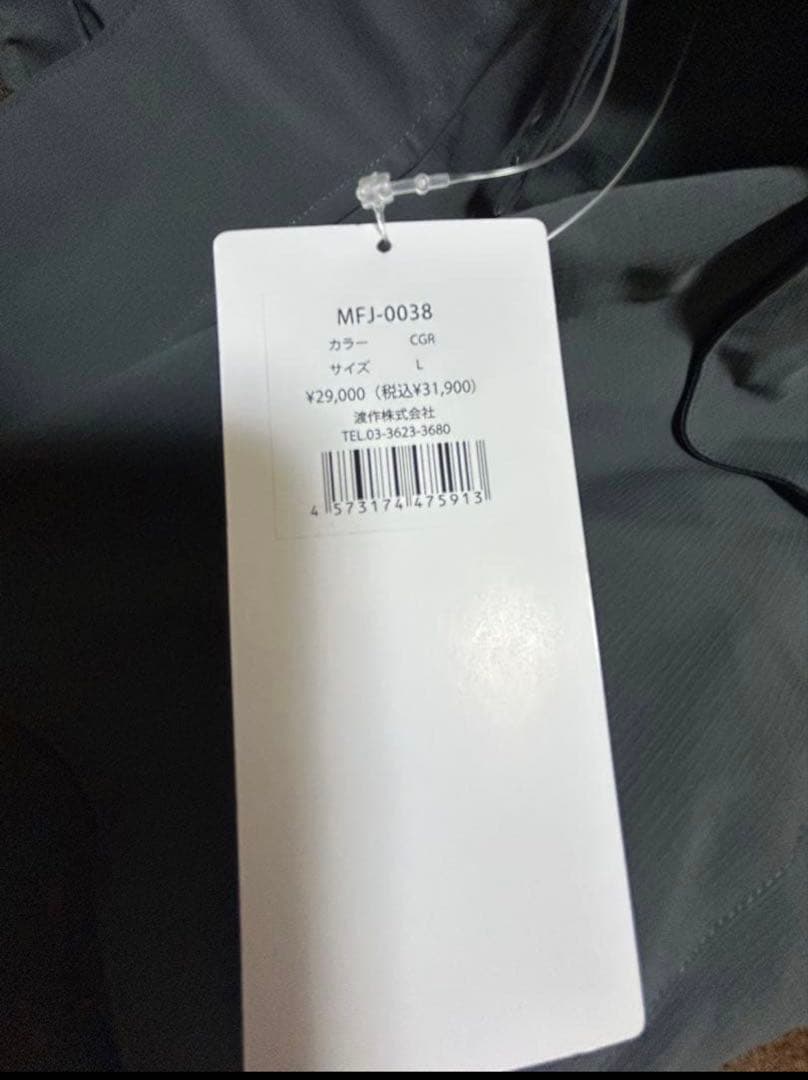 MFJ-0038
カラー CGR
サイズ L
¥29,000（税込¥31,900）
渡作株式会社
TEL.03-3623-3680
4 573174 475913